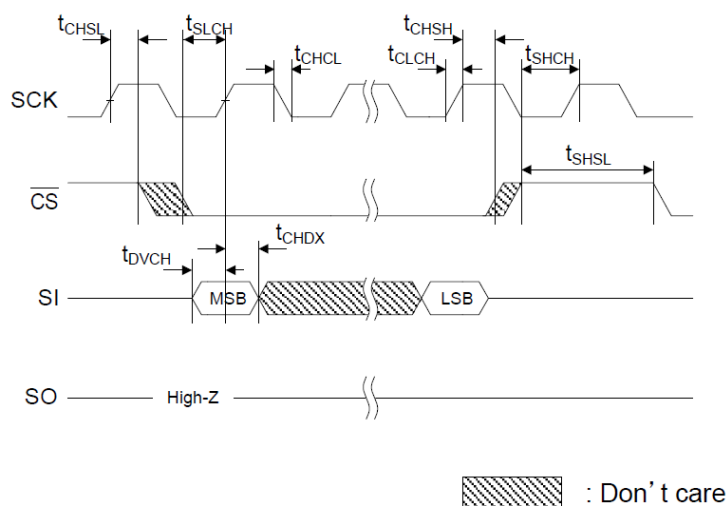 tCHSL tSLCH tCHCL tCLCH tCHSH tSHCH
SCK
tSHSL
CS
tDVCH tCHDX
SI MSB LSB
SO High-Z
: Don't care